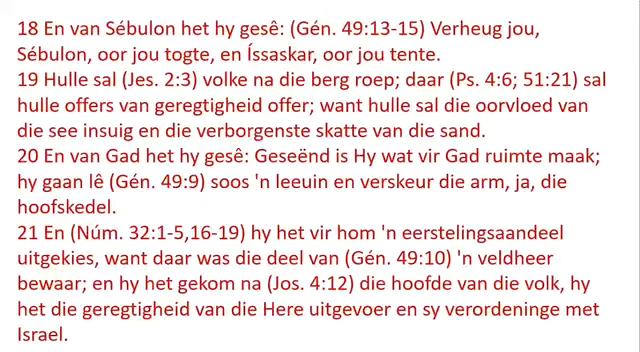 18 En van Sébulon het hy gesê: (Gén. 49:13-15) Verheug jou,
Sébulon, oor jou togte, en Íssaskar, oor jou tente.
19 Hulle sal (Jes. 2:3) volke na die berg roep; daar (Ps. 4:6; 51:21) sal
hulle offers van geregtigheid offer; want hulle sal die oorvloed van
die see insuig en die verborgenste skatte van die sand.
20 En van Gad het hy gesê: Geseënd is Hy wat vir Gad ruimte maak;
hy gaan lê (Gén. 49:9) soos 'n leeuin en verskeur die arm, ja, die
hoofskedel.
21 En (Núm. 32:1-5,16-19) hy het vir hom 'n eerstelingsaandeel
uitgekies, want daar was die deel van (Gén. 49:10) 'n veldheer
bewaar; en hy het gekom na (Jos. 4:12) die hoofde van die volk, hy
het die geregtigheid van die Here uitgevoer en sy verordeninge met
Israel.